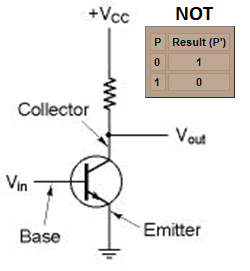 +VCC
NOT
P Result (P')
0 1
1 0
Collector
Vout
Vin
Base
Emitter